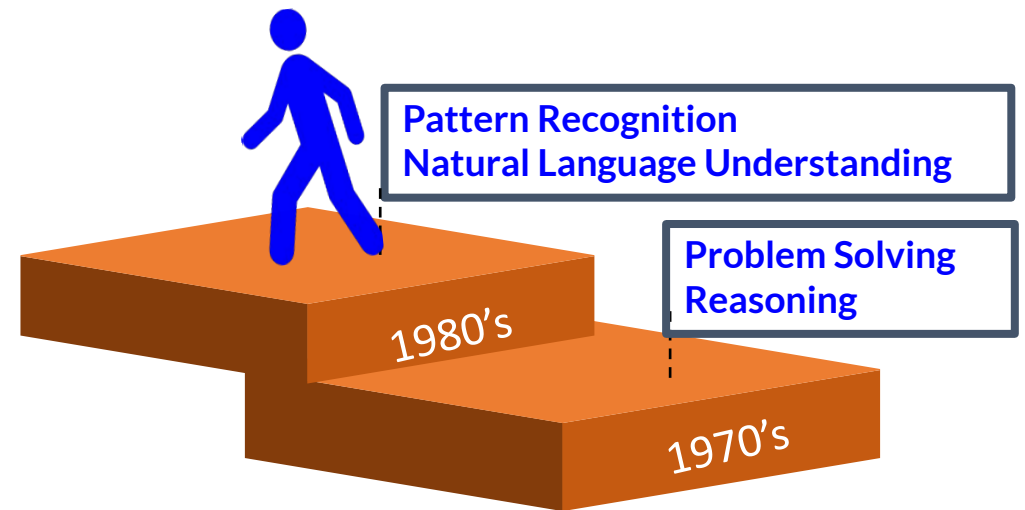 Pattern Recognition
Natural Language Understanding
Problem Solving
Reasoning
1980’s
1970’s